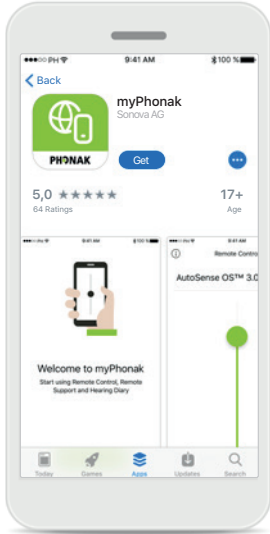 PH 9:41 AM 100 %
Back
myPhonak
Sonova AG
PHONAK
Get
5,0 17+
64 Ratings Age
9:41 AM 100 %
9:41 AM
Remote Contro
AutoSense OS™ 3.0
Welcome to myPhonak
Start using Remote Control, Remote
Support and Hearing Diary
Today Games Apps Updates Search